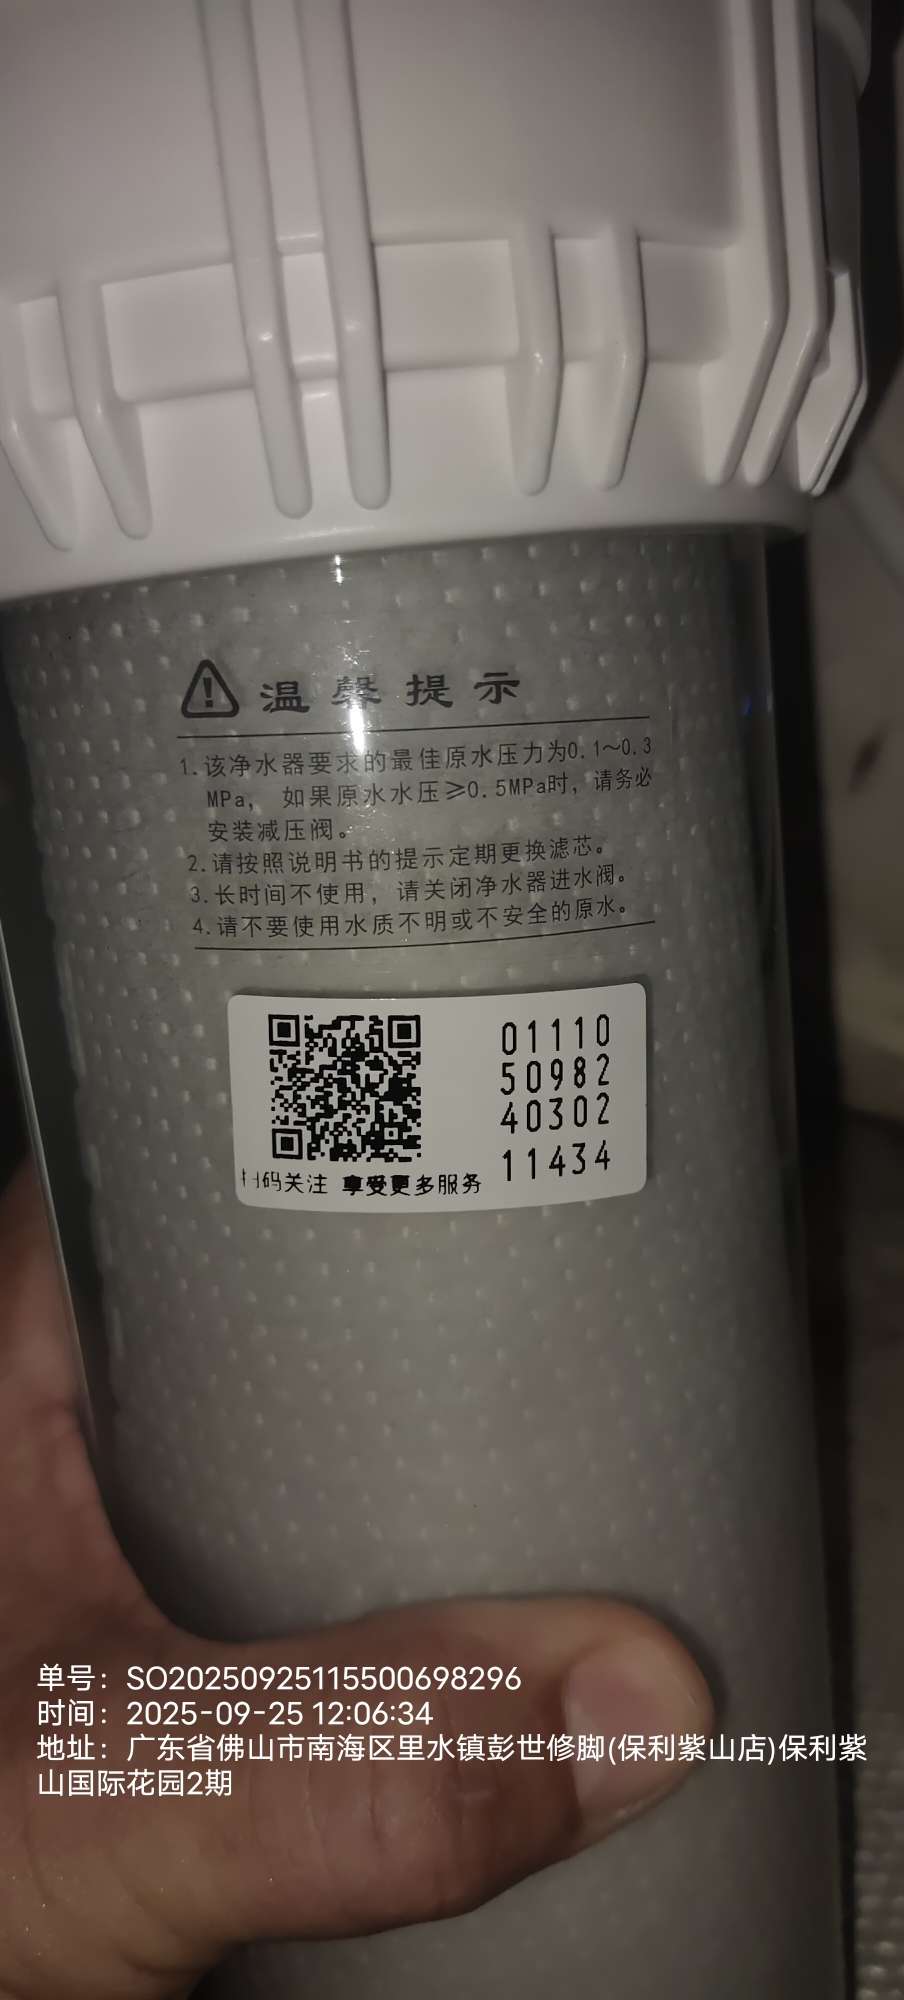 温馨提示
1.该净水器要求的最佳原水压力为0.1~0.3
MPa, 如果原水水压≥0.5MPa时,请务必
安装减压阀。
2.请按照说明书的提示定期更换滤芯。
3.长时间不使用,请关闭净水器进水阀。
4.请不要使用水质不明或不安全的原水。
01110
50982
40302
11434
扫码关注 享受更多服务
单号：SO20250925115500698296
时间：2025-09-25 12:06:34
地址：广东省佛山市南海区里水镇彭世修脚(保利紫山店)保利紫
山国际花园2期